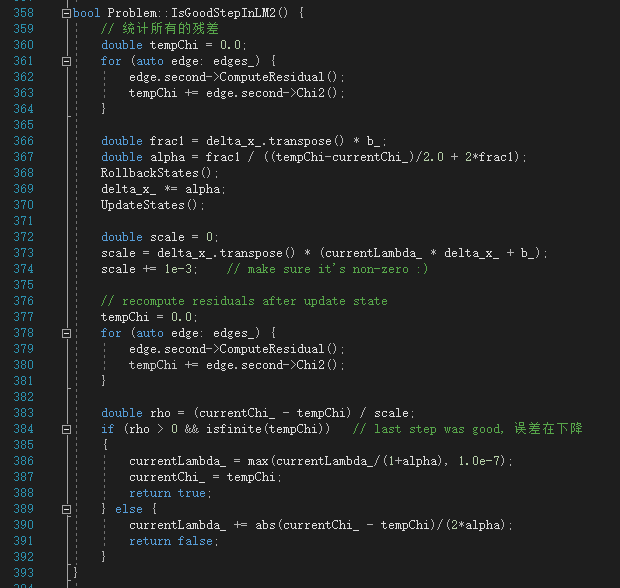 358 bool Problem::IsGoodStepInLM2() {
359     // 统计所有的残差
360     double tempChi = 0.0;
361     for (auto edge: edges_) {
362         edge.second->ComputeResidual();
363         tempChi += edge.second->Chi2();
364     }
365
366     double frac1 = delta_x_.transpose() * b_;
367     double alpha = frac1 / ((tempChi-currentChi_)/2.0 + 2*frac1);
368     RollbackStates();
369     delta_x_ *= alpha;
370     UpdateStates();
371
372     double scale = 0;
373     scale = delta_x_.transpose() * (currentLambda_ * delta_x_ + b_);
374     scale += 1e-3;    // make sure it's non-zero :)
375
376     // recompute residuals after update state
377     tempChi = 0.0;
378     for (auto edge: edges_) {
379         edge.second->ComputeResidual();
380         tempChi += edge.second->Chi2();
381     }
382
383     double rho = (currentChi_ - tempChi) / scale;
384     if (rho > 0 && isfinite(tempChi))   // last step was good, 误差在下降
385     {
386         currentLambda_ = max(currentLambda_/(1+alpha), 1.0e-7);
387         currentChi_ = tempChi;
388         return true;
389     } else {
390         currentLambda_ += abs(currentChi_ - tempChi)/(2*alpha);
391         return false;
392     }
393 }